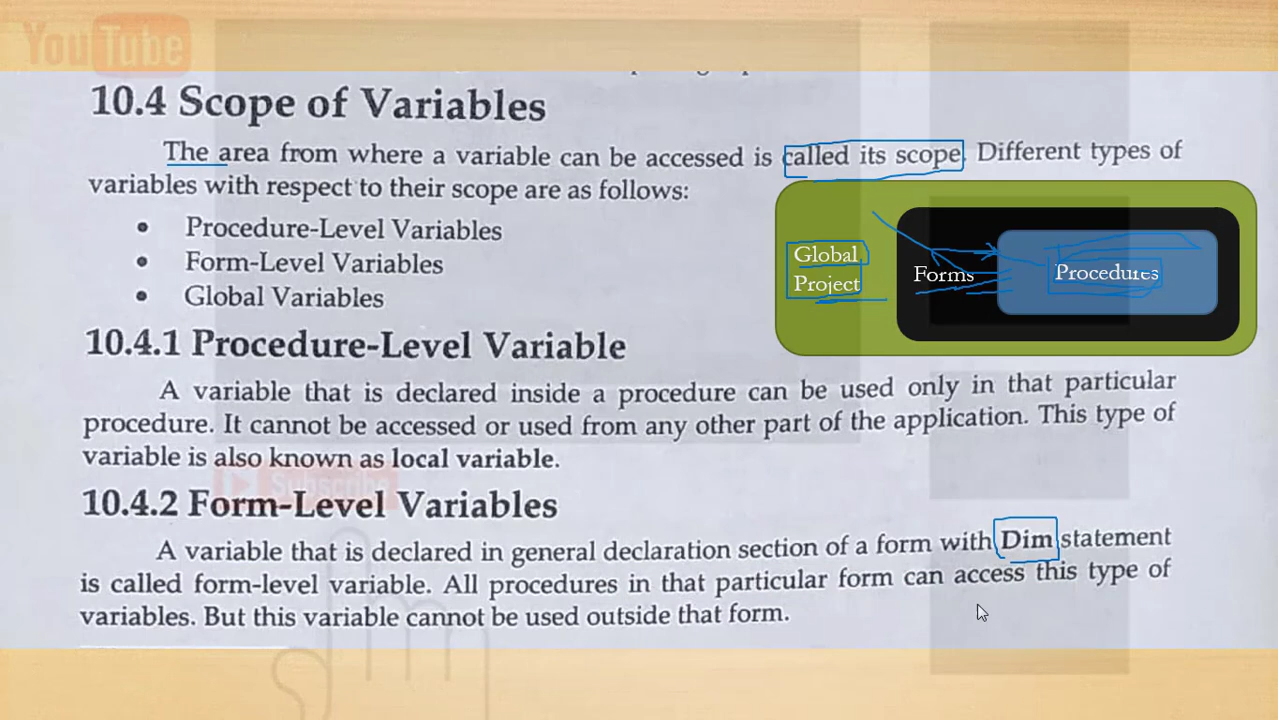 YouTube
10.4 Scope of Variables
The area from where a variable can be accessed is called its scope. Different types of
variables with respect to their scope are as follows:
• Procedure-Level Variables
• Form-Level Variables
• Global Variables
Global
Project
Forms
Procedures
10.4.1 Procedure-Level Variable
A variable that is declared inside a procedure can be used only in that particular
procedure. It cannot be accessed or used from any other part of the application. This type of
variable is also known as local variable.
Subscribe
10.4.2 Form-Level Variables
A variable that is declared in general declaration section of a form with Dim statement
is called form-level variable. All procedures in that particular form can access this type of
variables. But this variable cannot be used outside that form.